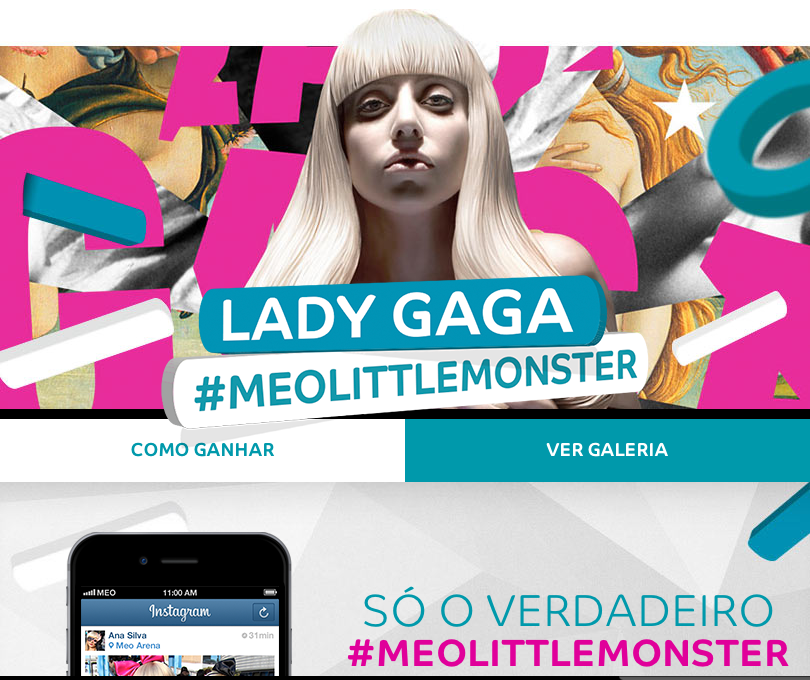 LADY GAGA
#MEOLITTLEMONSTER
COMO GANHAR
VER GALERIA
MEO 11:00 AM
Instagram
Ana Silva
31min
Meo Arena
SÓ O VERDADEIRO
#MEOLITTLEMONSTER